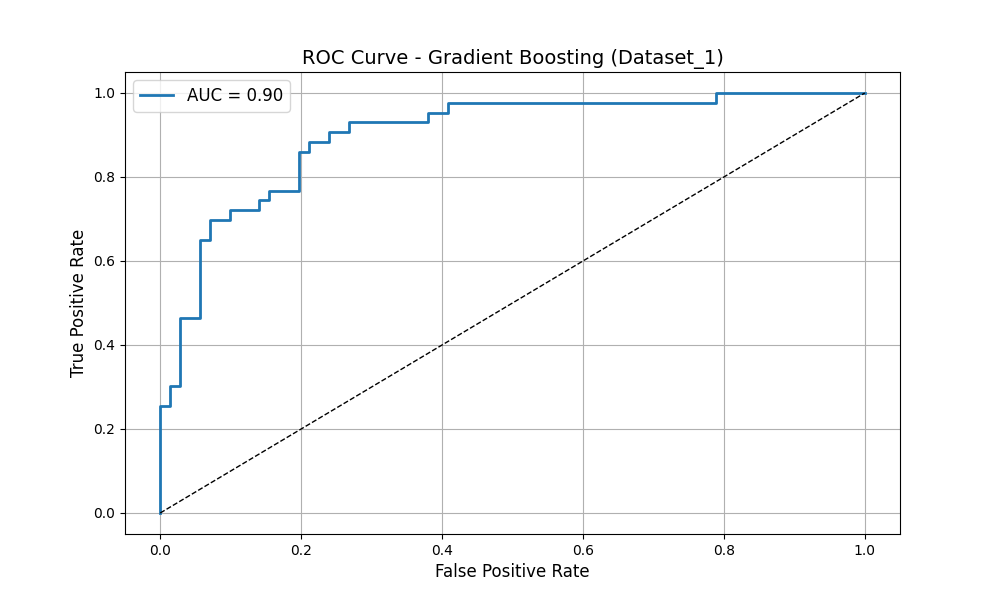 ROC Curve - Gradient Boosting (Dataset_1)
AUC = 0.90
True Positive Rate
1.0
0.8
0.6
0.4
0.2
0.0
0.0 0.2 0.4 0.6 0.8 1.0
False Positive Rate